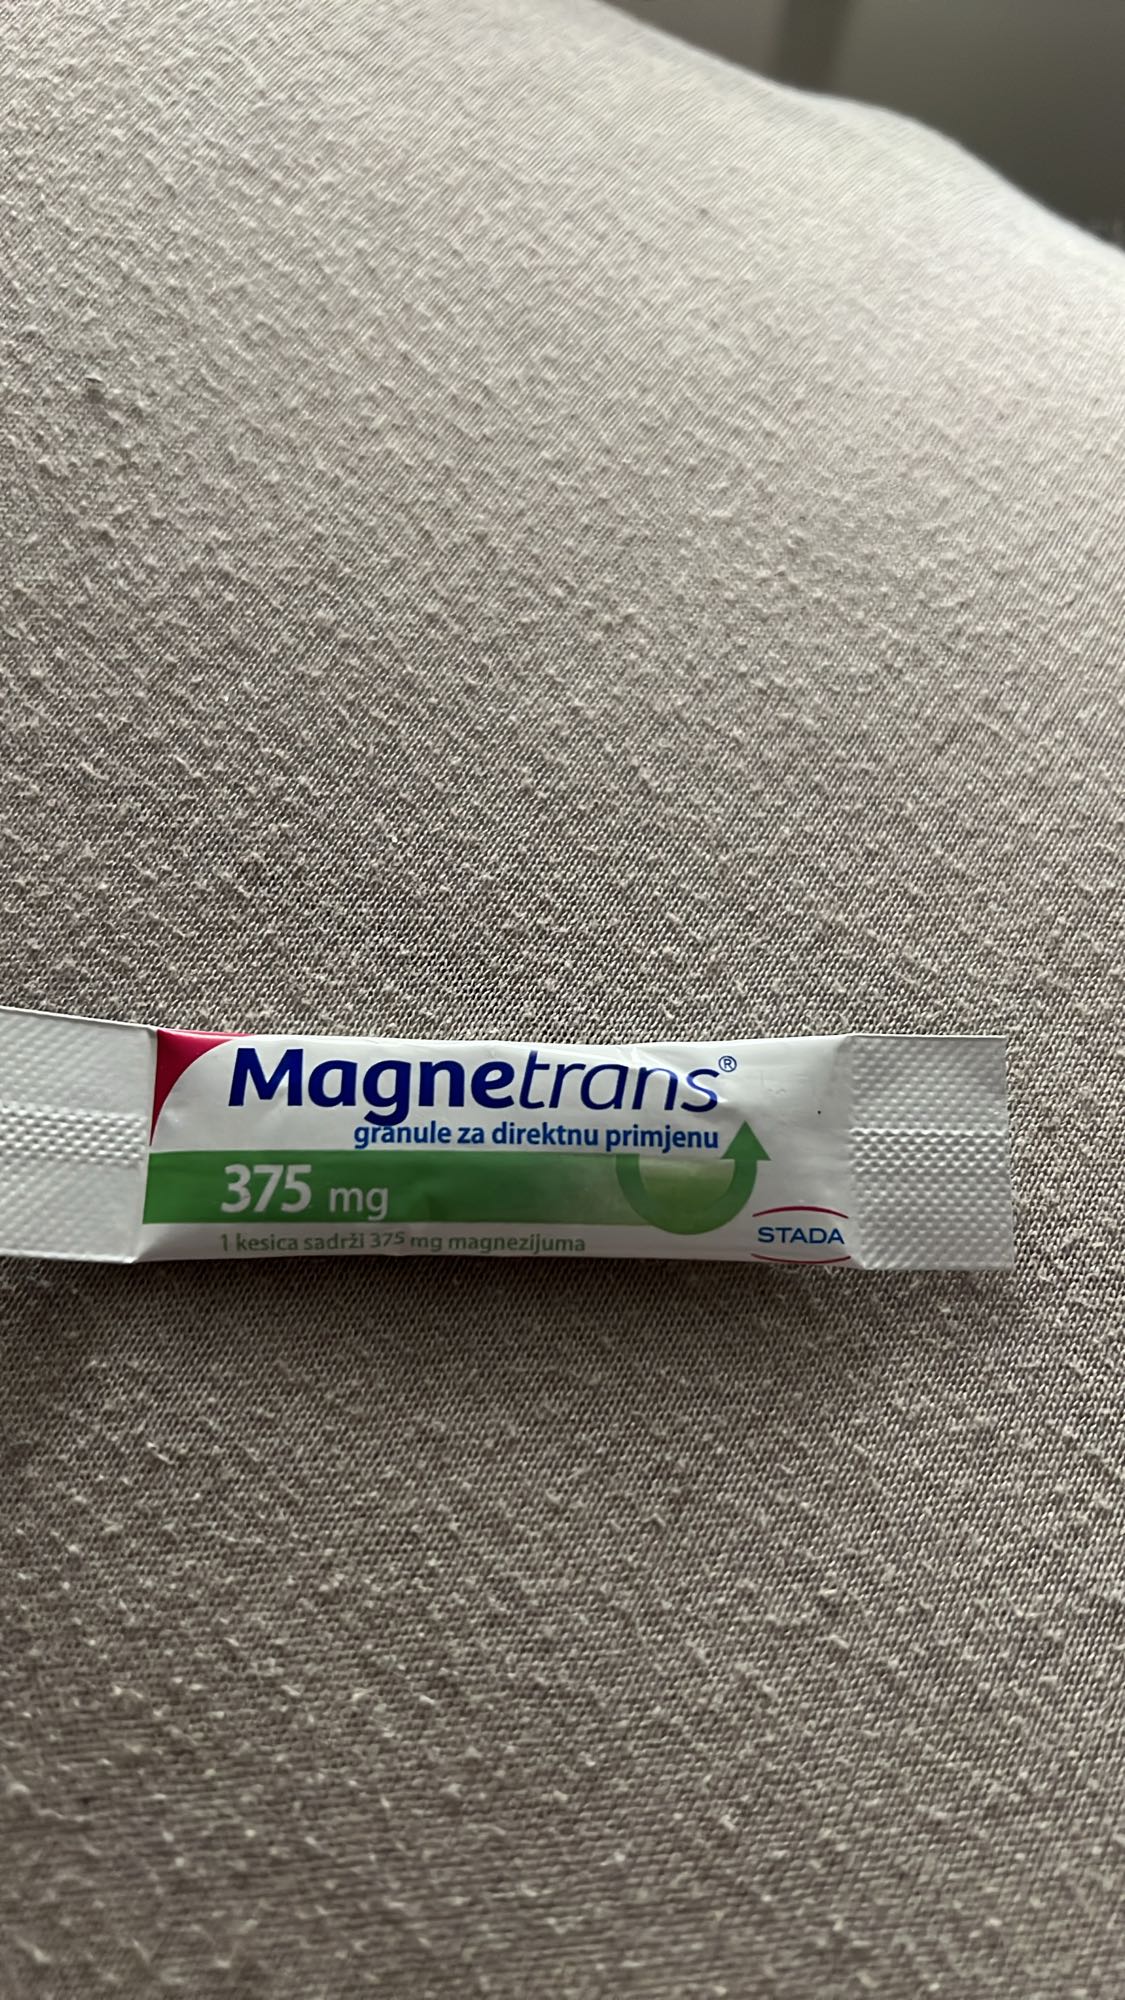 Magnetrans®
granule za direktnu primjenu
375 mg
1 kesica sadrži 375 mg magnezijuma
STADA